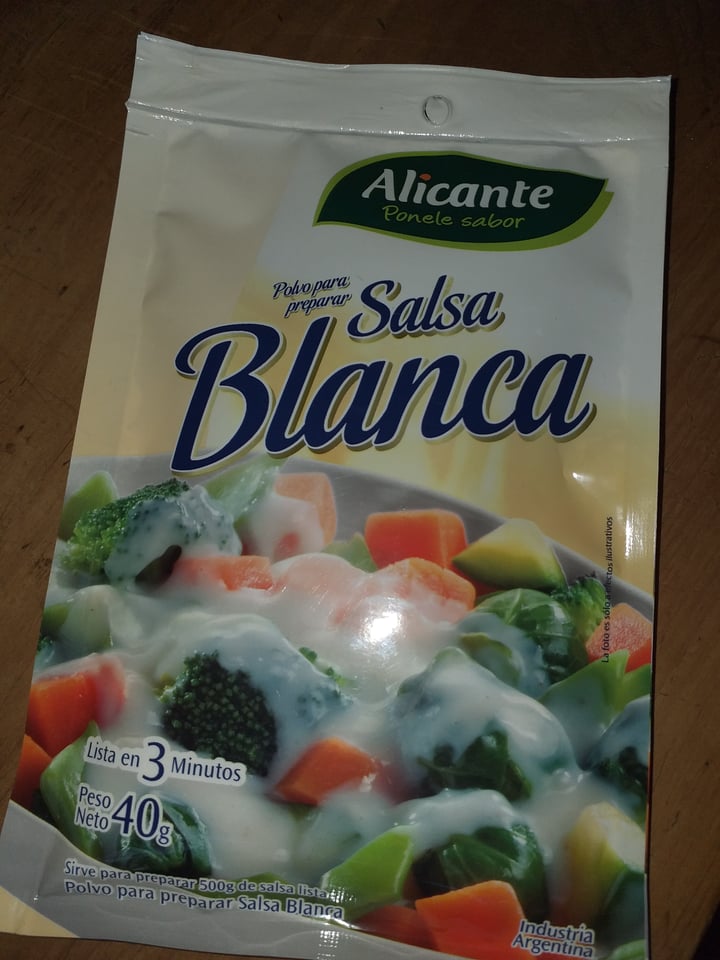 Alicante
Ponele sabor
Polvo para
preparar
Salsa
Blanca
La foto es sólo a efectos ilustrativos
Lista en 3 Minutos
Peso
Neto 40g
Sirve para preparar 500g de salsa lista
Polvo para preparar Salsa Blanca
Industria
Argentina